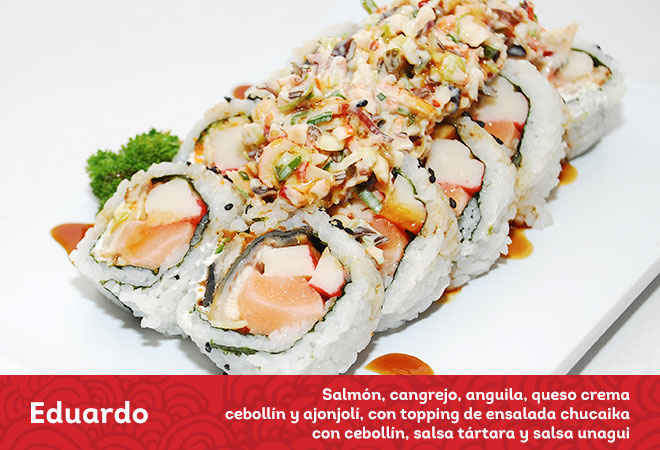 Eduardo
Salmón, cangrejo, anguila, queso crema
cebollín y ajonjolí, con topping de ensalada chucaika
con cebollín, salsa tártara y salsa unagui